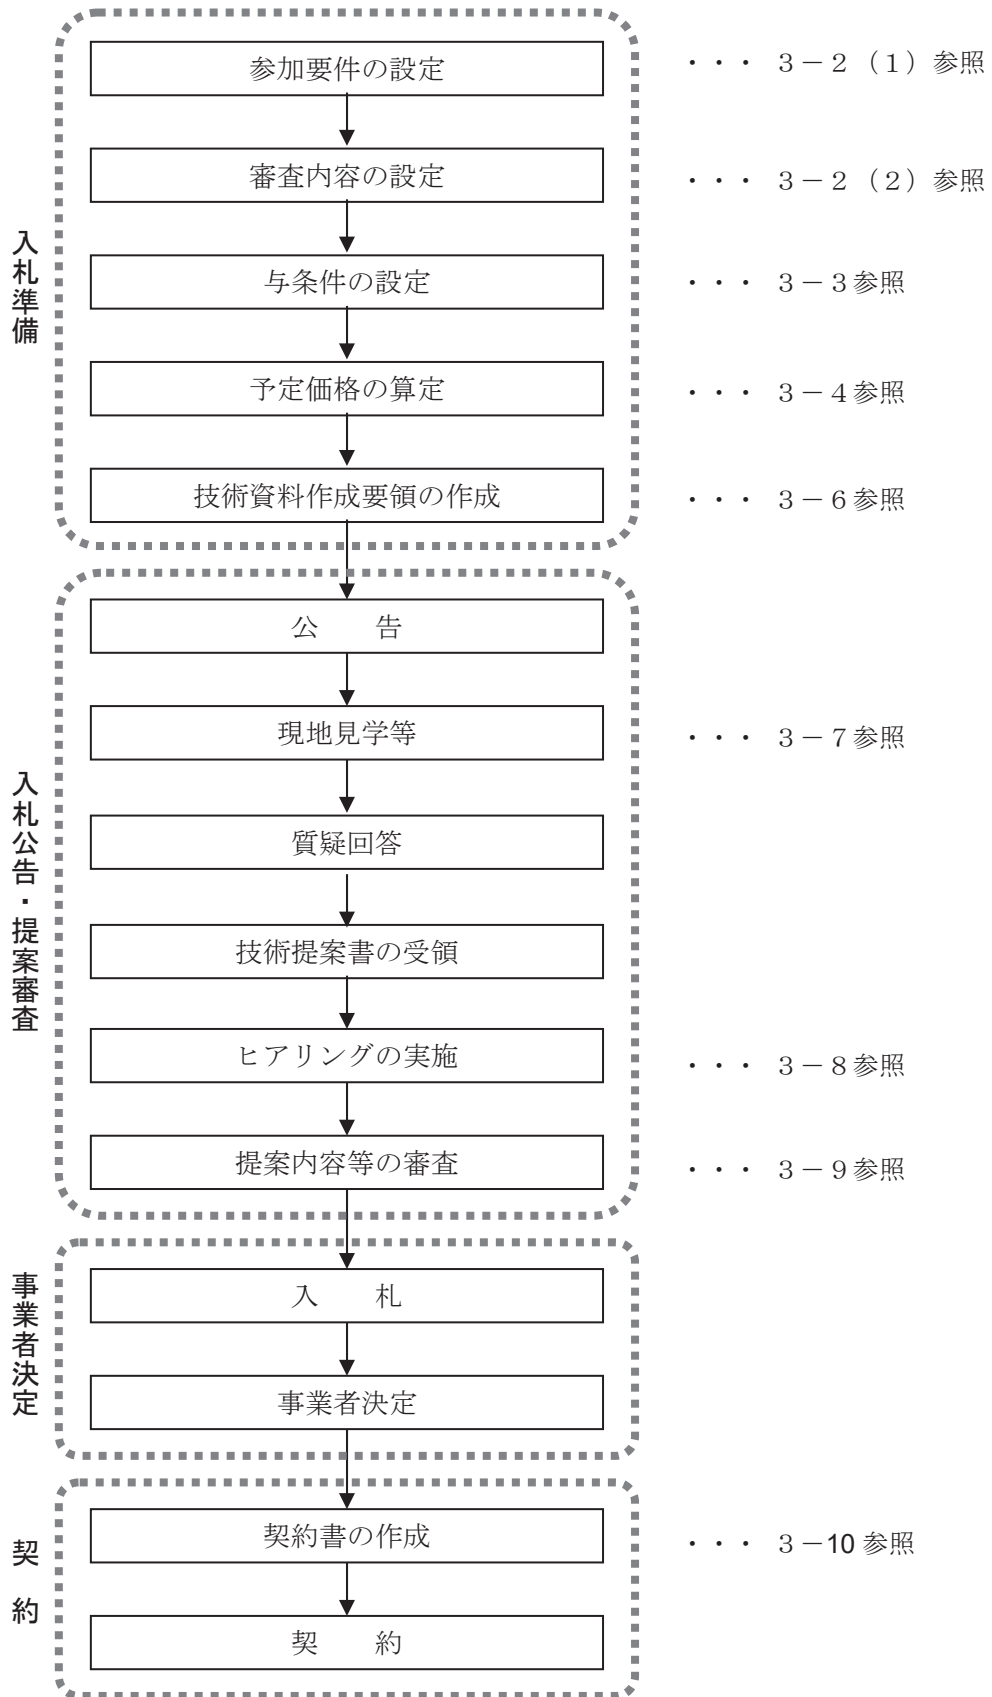 入札準備
参加要件の設定 ・・・ ３－２（１）参照
審査内容の設定 ・・・ ３－２（２）参照
与条件の設定 ・・・ ３－３参照
予定価格の算定 ・・・ ３－４参照
技術資料作成要領の作成 ・・・ ３－６参照
入札公告・提案審査
公　　告
現地見学等 ・・・ ３－７参照
質疑回答
技術提案書の受領
ヒアリングの実施 ・・・ ３－８参照
提案内容等の審査 ・・・ ３－９参照
事業者決定
入　　札
事業者決定
契　約
契約書の作成 ・・・ ３－10 参照
契　　約